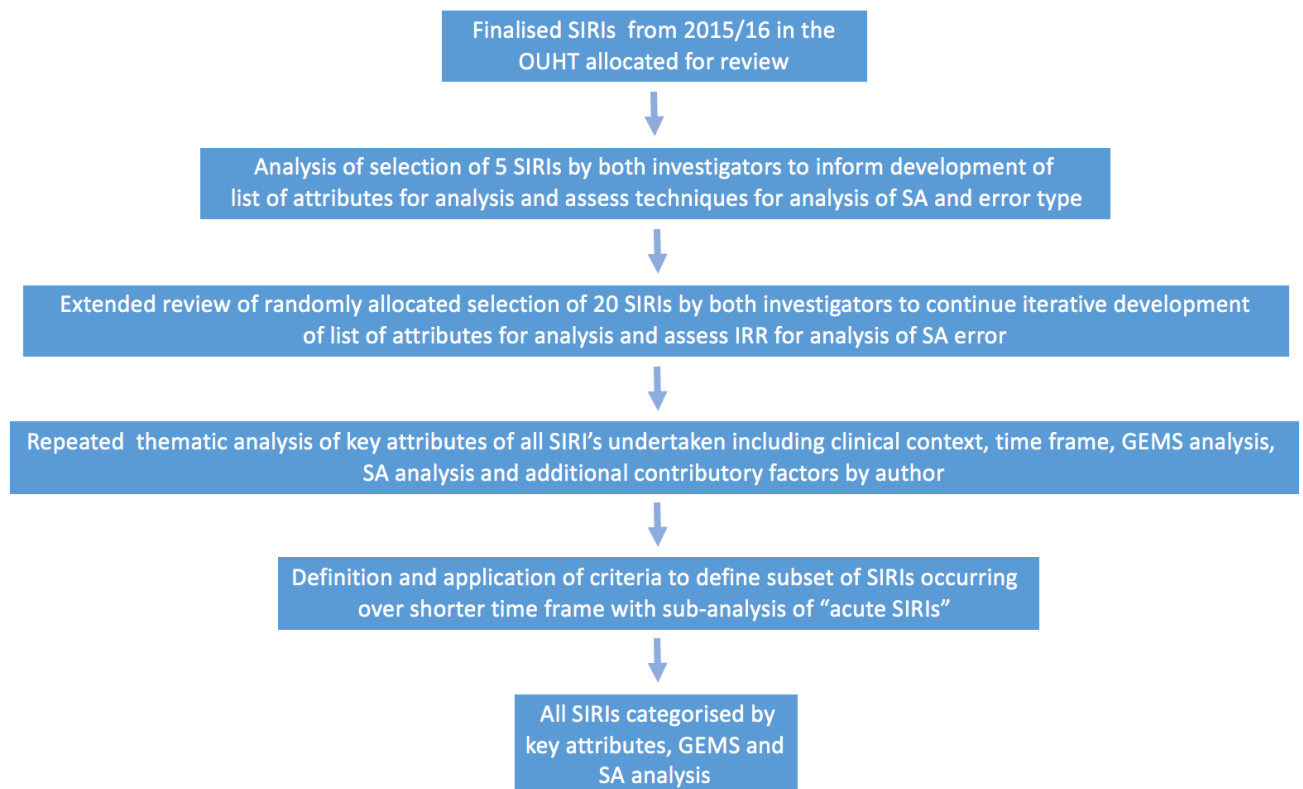 Finalised SIRIs  from 2015/16 in the
OUHT allocated for review
Analysis of selection of 5 SIRIs by both investigators to inform development of
list of attributes for analysis and assess techniques for analysis of SA and error type
Extended review of randomly allocated selection of 20 SIRIs by both investigators to continue iterative development
of list of attributes for analysis and assess IRR for analysis of SA error
Repeated  thematic analysis of key attributes of all SIRI's undertaken including clinical context, time frame, GEMS analysis,
SA analysis and additional contributory factors by author
Definition and application of criteria to define subset of SIRIs occurring
over shorter time frame with sub-analysis of “acute SIRIs”
All SIRIs categorised by
key attributes, GEMS and
SA analysis